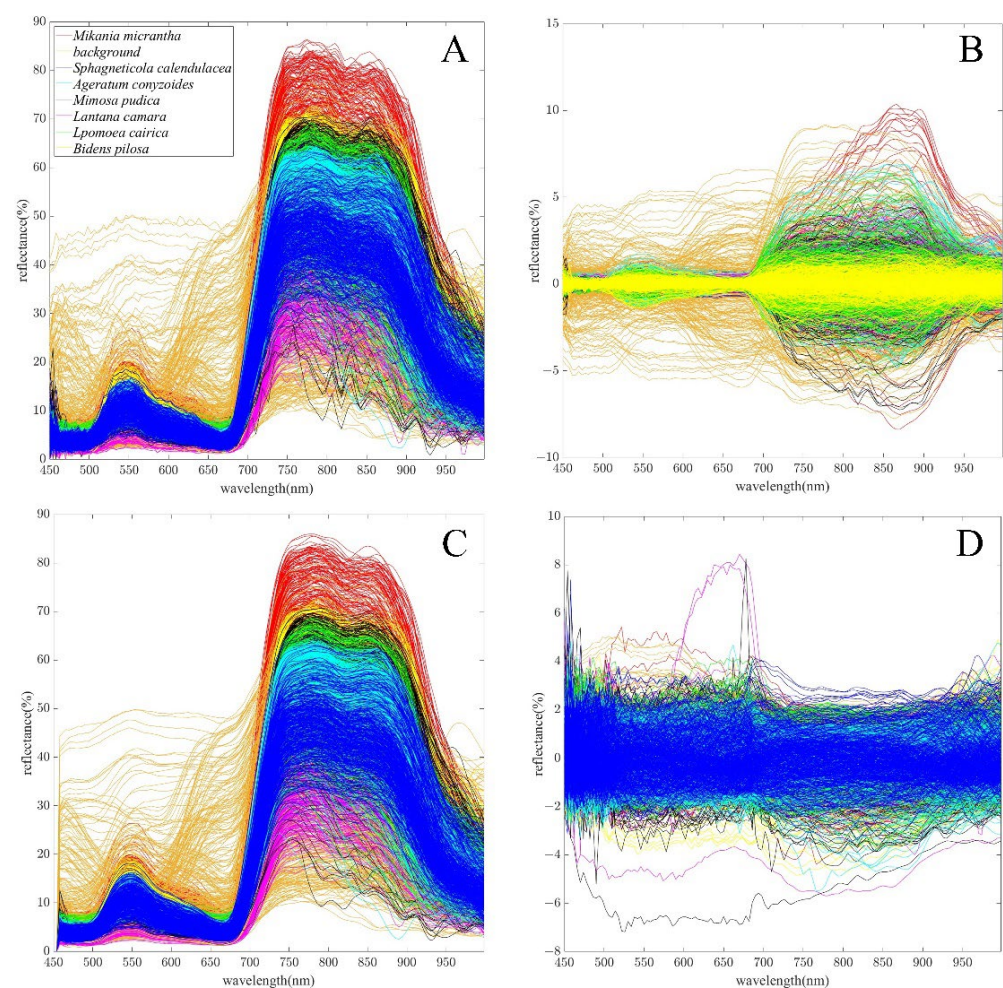 90
80
70
60
50
40
30
20
10
0
reflectance(%)
450 500 550 600 650 700 750 800 850 900 950
wavelength(nm)
Mikania micrantha
background
Sphagneticola calendulacea
Ageratum conyzoides
Mimosa pudica
Lantana camara
Lpomoea cairica
Bidens pilosa
A
15
10
5
0
−5
−10
reflectance(%)
450 500 550 600 650 700 750 800 850 900 950
wavelength(nm)
B
90
80
70
60
50
40
30
20
10
0
reflectance(%)
450 500 550 600 650 700 750 800 850 900 950
wavelength(nm)
C
10
8
6
4
2
0
−2
−4
−6
−8
reflectance(%)
450 500 550 600 650 700 750 800 850 900 950
wavelength(nm)
D